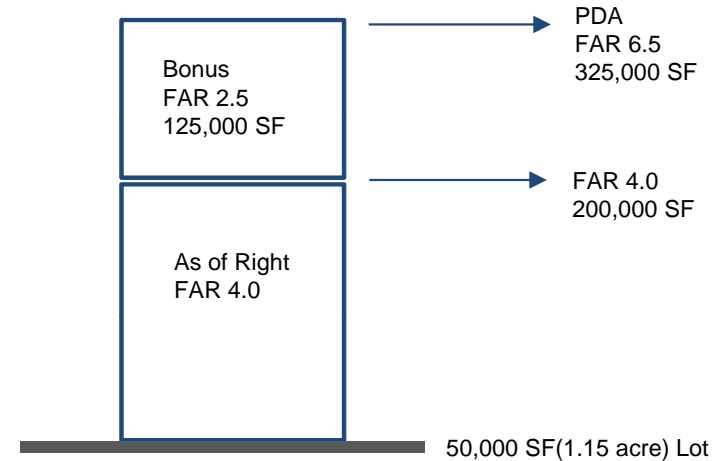 PDA
FAR 6.5
325,000 SF
Bonus
FAR 2.5
125,000 SF
FAR 4.0
200,000 SF
As of Right
FAR 4.0
50,000 SF(1.15 acre) Lot